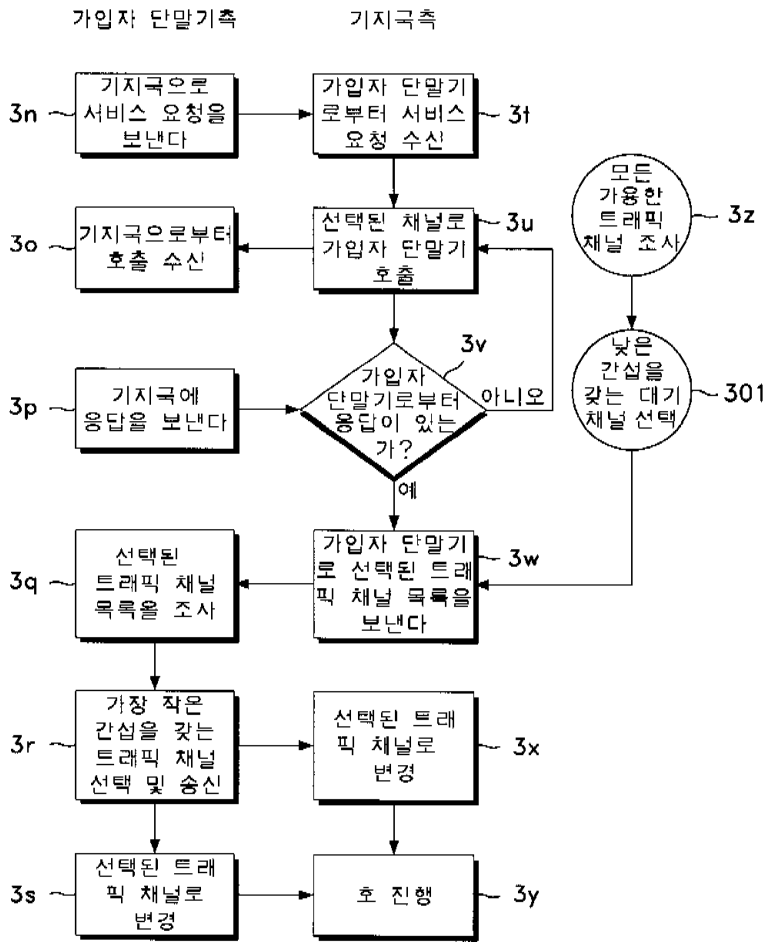 가입자 단말기측
기지국측
3n
기지국으로
서비스 요청을
보낸다
가입자 단말기
로부터 서비스
요청 수신
3t
3o
기지국으로부터
호출 수신
선택된 채널로
가입자 단말기
호출
3u
모든
가용한
트래픽
채널 조사
3z
3p
기지국에
응답을 보낸다
가입자
단말기로부터
응답이 있는
가?
3v
아니오
예
낮은
간섭을
갖는 대기
채널 선택
301
3q
선택된
트래픽 채널
목록을 조사
가입자 단말기
로 선택된 트래
픽 채널 목록을
보낸다
3w
3r
가장 작은
간섭을 갖는
트래픽 채널
선택 및 송신
선택된 트래
픽 채널로
변경
3x
3s
선택된 트래
픽 채널로
변경
호 진행
3y